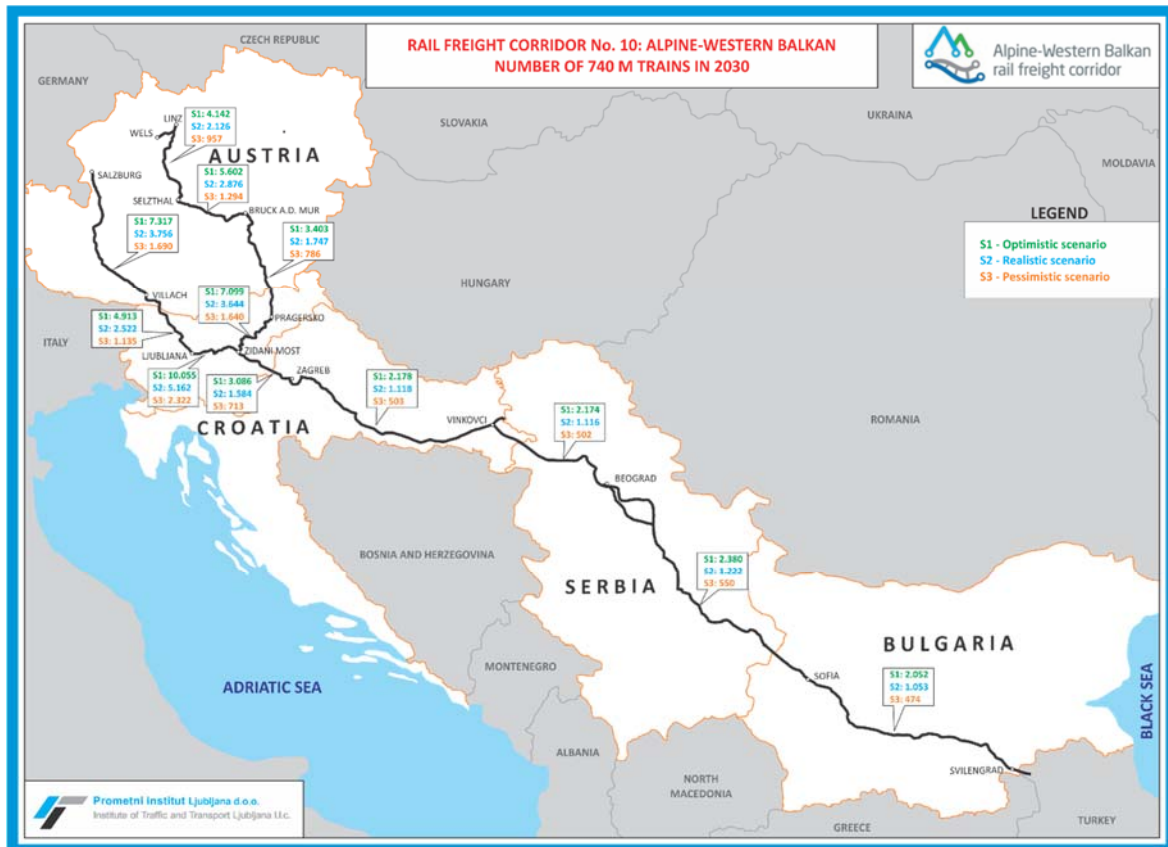 RAIL FREIGHT CORRIDOR No. 10: ALPINE-WESTERN BALKAN
NUMBER OF 740 M TRAINS IN 2030
Alpine-Western Balkan
rail freight corridor
CZECH REPUBLIC
GERMANY
SLOVAKIA
UKRAINE
MOLDAVIA
LINZ
WELS
S1: 4.142
S2: 2.126
S3: 957
AUSTRIA
SALZBURG
S1: 5.602
S2: 2.876
S3: 1.294
SELZTHAL
BRUCK A.D. MUR
LEGEND
S1 - Optimistic scenario
S2 - Realistic scenario
S3 - Pessimistic scenario
S1: 7.317
S2: 3.756
S3: 1.690
S1: 3.403
S2: 1.747
S3: 786
HUNGARY
VILLACH
S1: 7.099
S2: 3.644
S3: 1.640
PRAGERSKO
ITALY
S1: 4.913
S2: 2.522
S3: 1.135
LJUBLJANA
ZIDANI MOST
ZAGREB
S1: 10.055
S2: 5.162
S3: 2.322
S1: 3.086
S2: 1.584
S3: 713
S1: 2.178
S2: 1.118
S3: 503
CROATIA
VINKOVCI
S1: 2.174
S2: 1.116
S3: 502
ROMANIA
BEOGRAD
BOSNIA AND HERZEGOVINA
S1: 2.380
S2: 1.222
S3: 550
SERBIA
BULGARIA
MONTENEGRO
ADRIATIC SEA
SOFIA
S1: 2.052
S2: 1.053
S3: 474
BLACK SEA
ALBANIA
SVILENGRAD
NORTH
MACEDONIA
GREECE
TURKEY
Prometni institut Ljubljana d.o.o.
Institute of Traffic and Transport Ljubljana l.l.c.